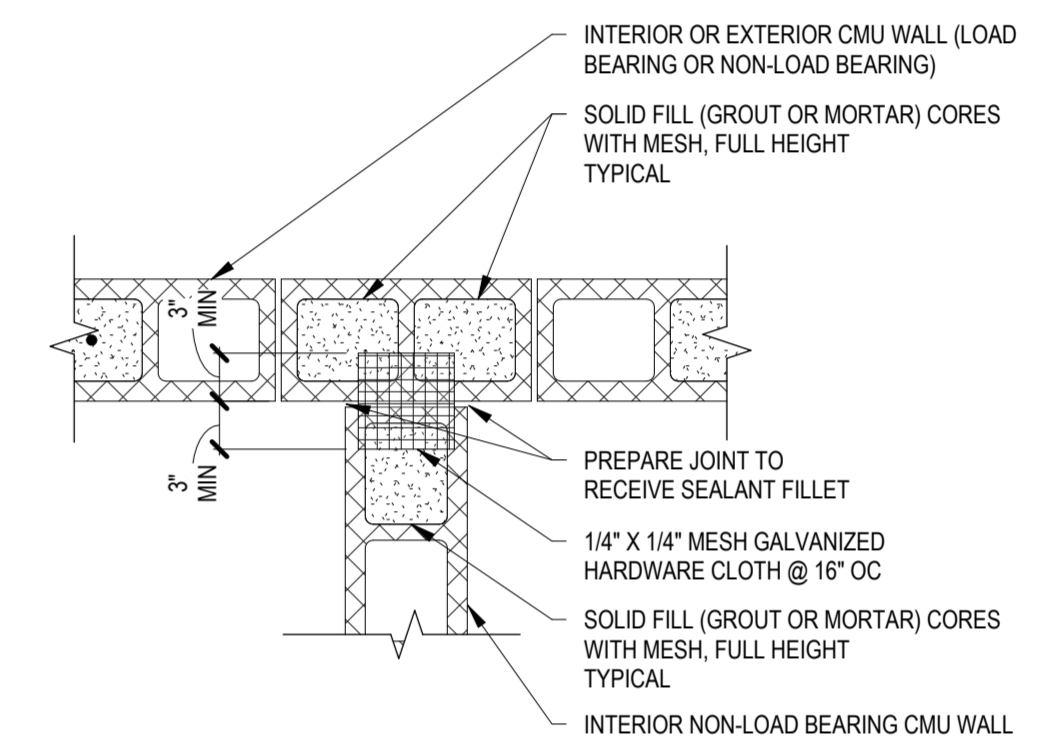 INTERIOR OR EXTERIOR CMU WALL (LOAD
BEARING OR NON-LOAD BEARING)
SOLID FILL (GROUT OR MORTAR) CORES
WITH MESH, FULL HEIGHT
TYPICAL
3"
MIN
3"
MIN
PREPARE JOINT TO
RECEIVE SEALANT FILLET
1/4" X 1/4" MESH GALVANIZED
HARDWARE CLOTH @ 16" OC
SOLID FILL (GROUT OR MORTAR) CORES
WITH MESH, FULL HEIGHT
TYPICAL
INTERIOR NON-LOAD BEARING CMU WALL